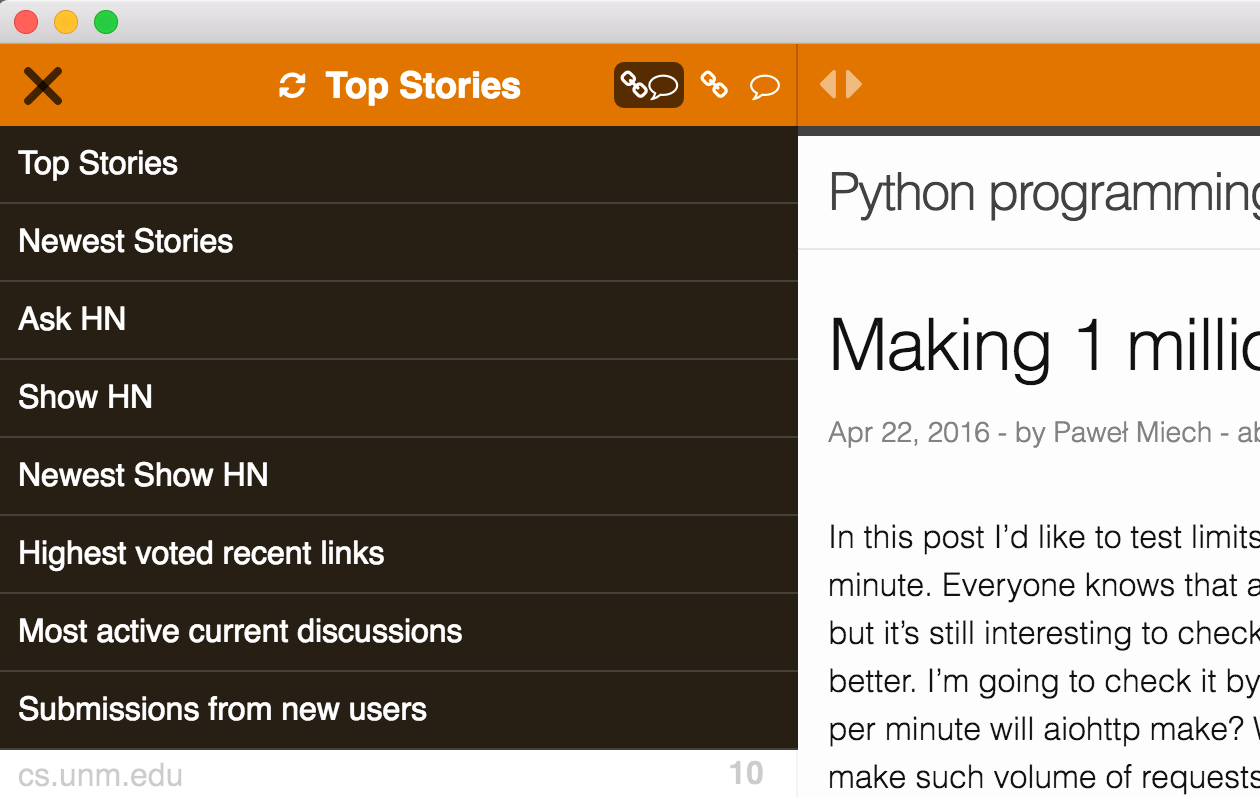 Top Stories
Top Stories
Newest Stories
Ask HN
Show HN
Newest Show HN
Highest voted recent links
Most active current discussions
Submissions from new users
cs.unm.edu
10
Python programming
Making 1 millio
Apr 22, 2016 - by Paweł Miech - ab
In this post I’d like to test limits
minute. Everyone knows that a
but it’s still interesting to check
better. I’m going to check it by
per minute will aiohttp make? W
make such volume of requests